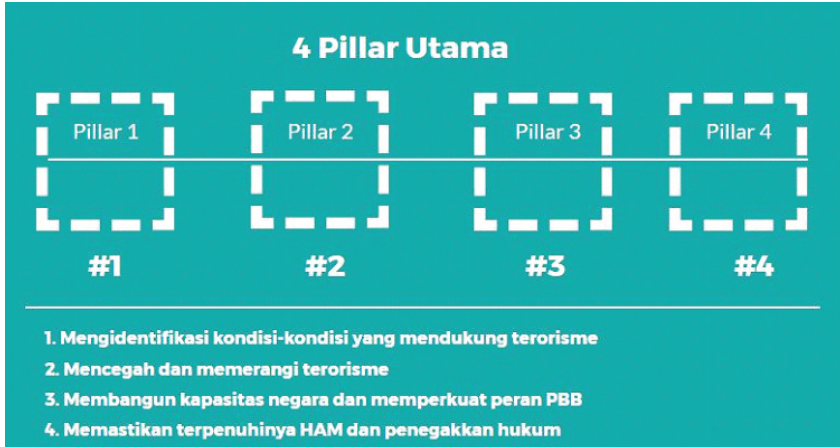 4 Pillar Utama
Pillar 1 Pillar 2 Pillar 3 Pillar 4
#1 #2 #3 #4
1. Mengidentifikasi kondisi-kondisi yang mendukung terorisme
2. Mencegah dan memerangi terorisme
3. Membangun kapasitas negara dan memperkuat peran PBB
4. Memastikan terpenuhinya HAM dan penegakkan hukum